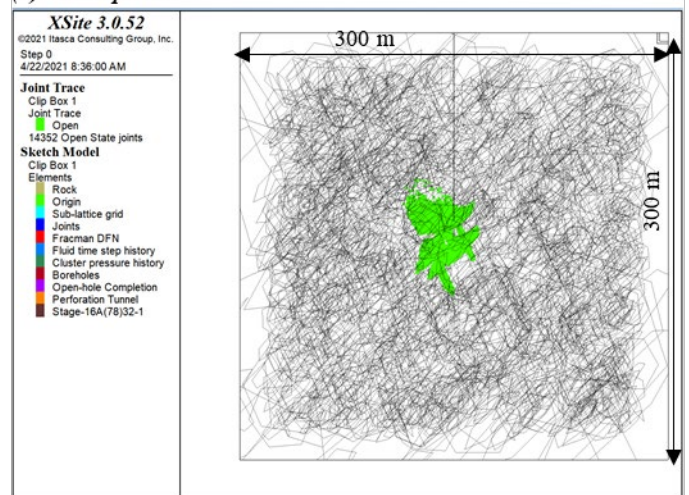 XSite 3.0.52
©2021 Itasca Consulting Group, Inc.
Step 0
4/22/2021 8:36:00 AM
Joint Trace
Clip Box 1
Joint Trace
Open
14352 Open State joints
Sketch Model
Clip Box 1
Elements
Rock
Origin
Sub-lattice grid
Joints
Fracman DFN
Fluid time step history
Cluster pressure history
Boreholes
Open-hole Completion
Perforation Tunnel
Stage-16A(78)32-1
300 m
300 m